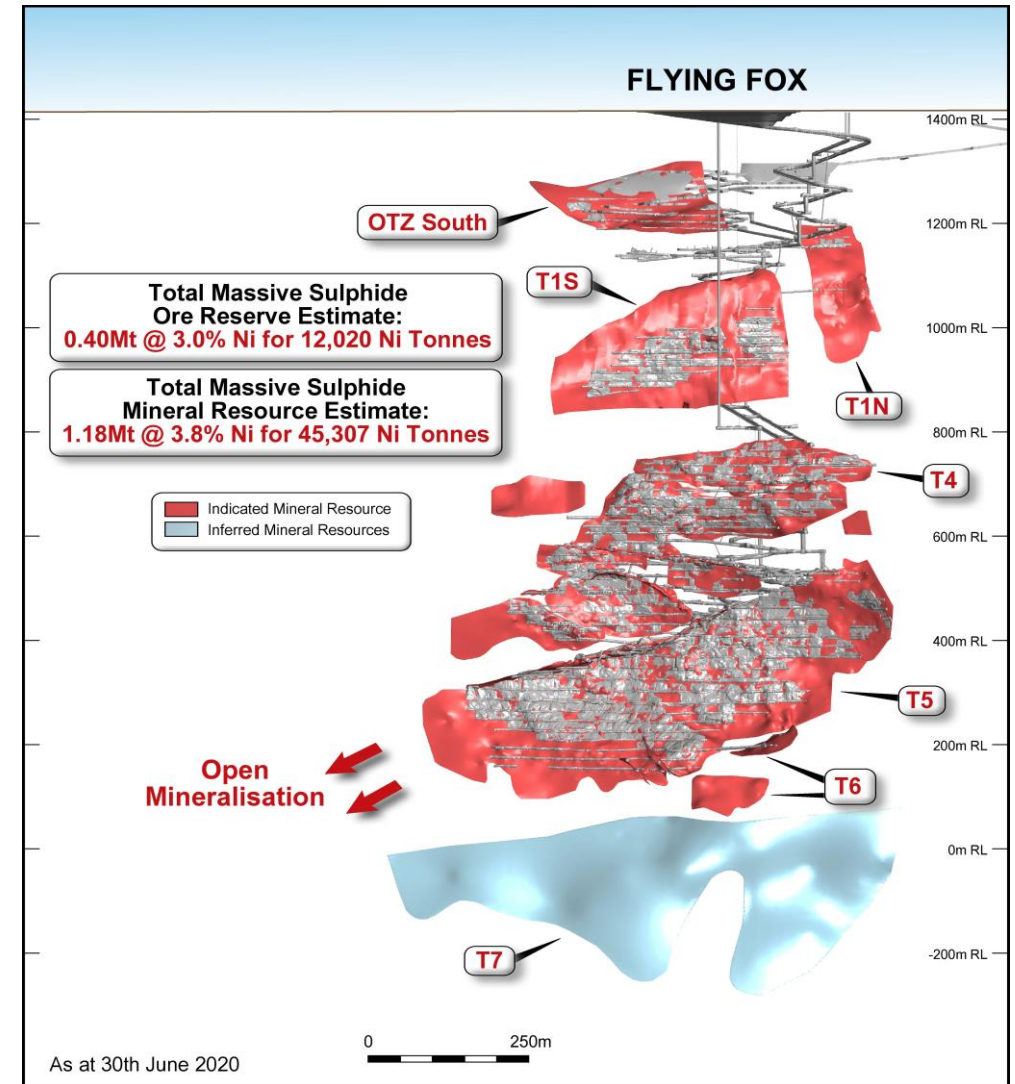 FLYING FOX
1400m RL
OTZ South
1200m RL
T1S
Total Massive Sulphide
Ore Reserve Estimate:
0.40Mt @ 3.0% Ni for 12,020 Ni Tonnes
1000m RL
Total Massive Sulphide
Mineral Resource Estimate:
1.18Mt @ 3.8% Ni for 45,307 Ni Tonnes
T1N
800m RL
T4
Indicated Mineral Resource
Inferred Mineral Resources
600m RL
400m RL
T5
200m RL
Open
Mineralisation
T6
0m RL
T7
-200m RL
0 250m
As at 30th June 2020